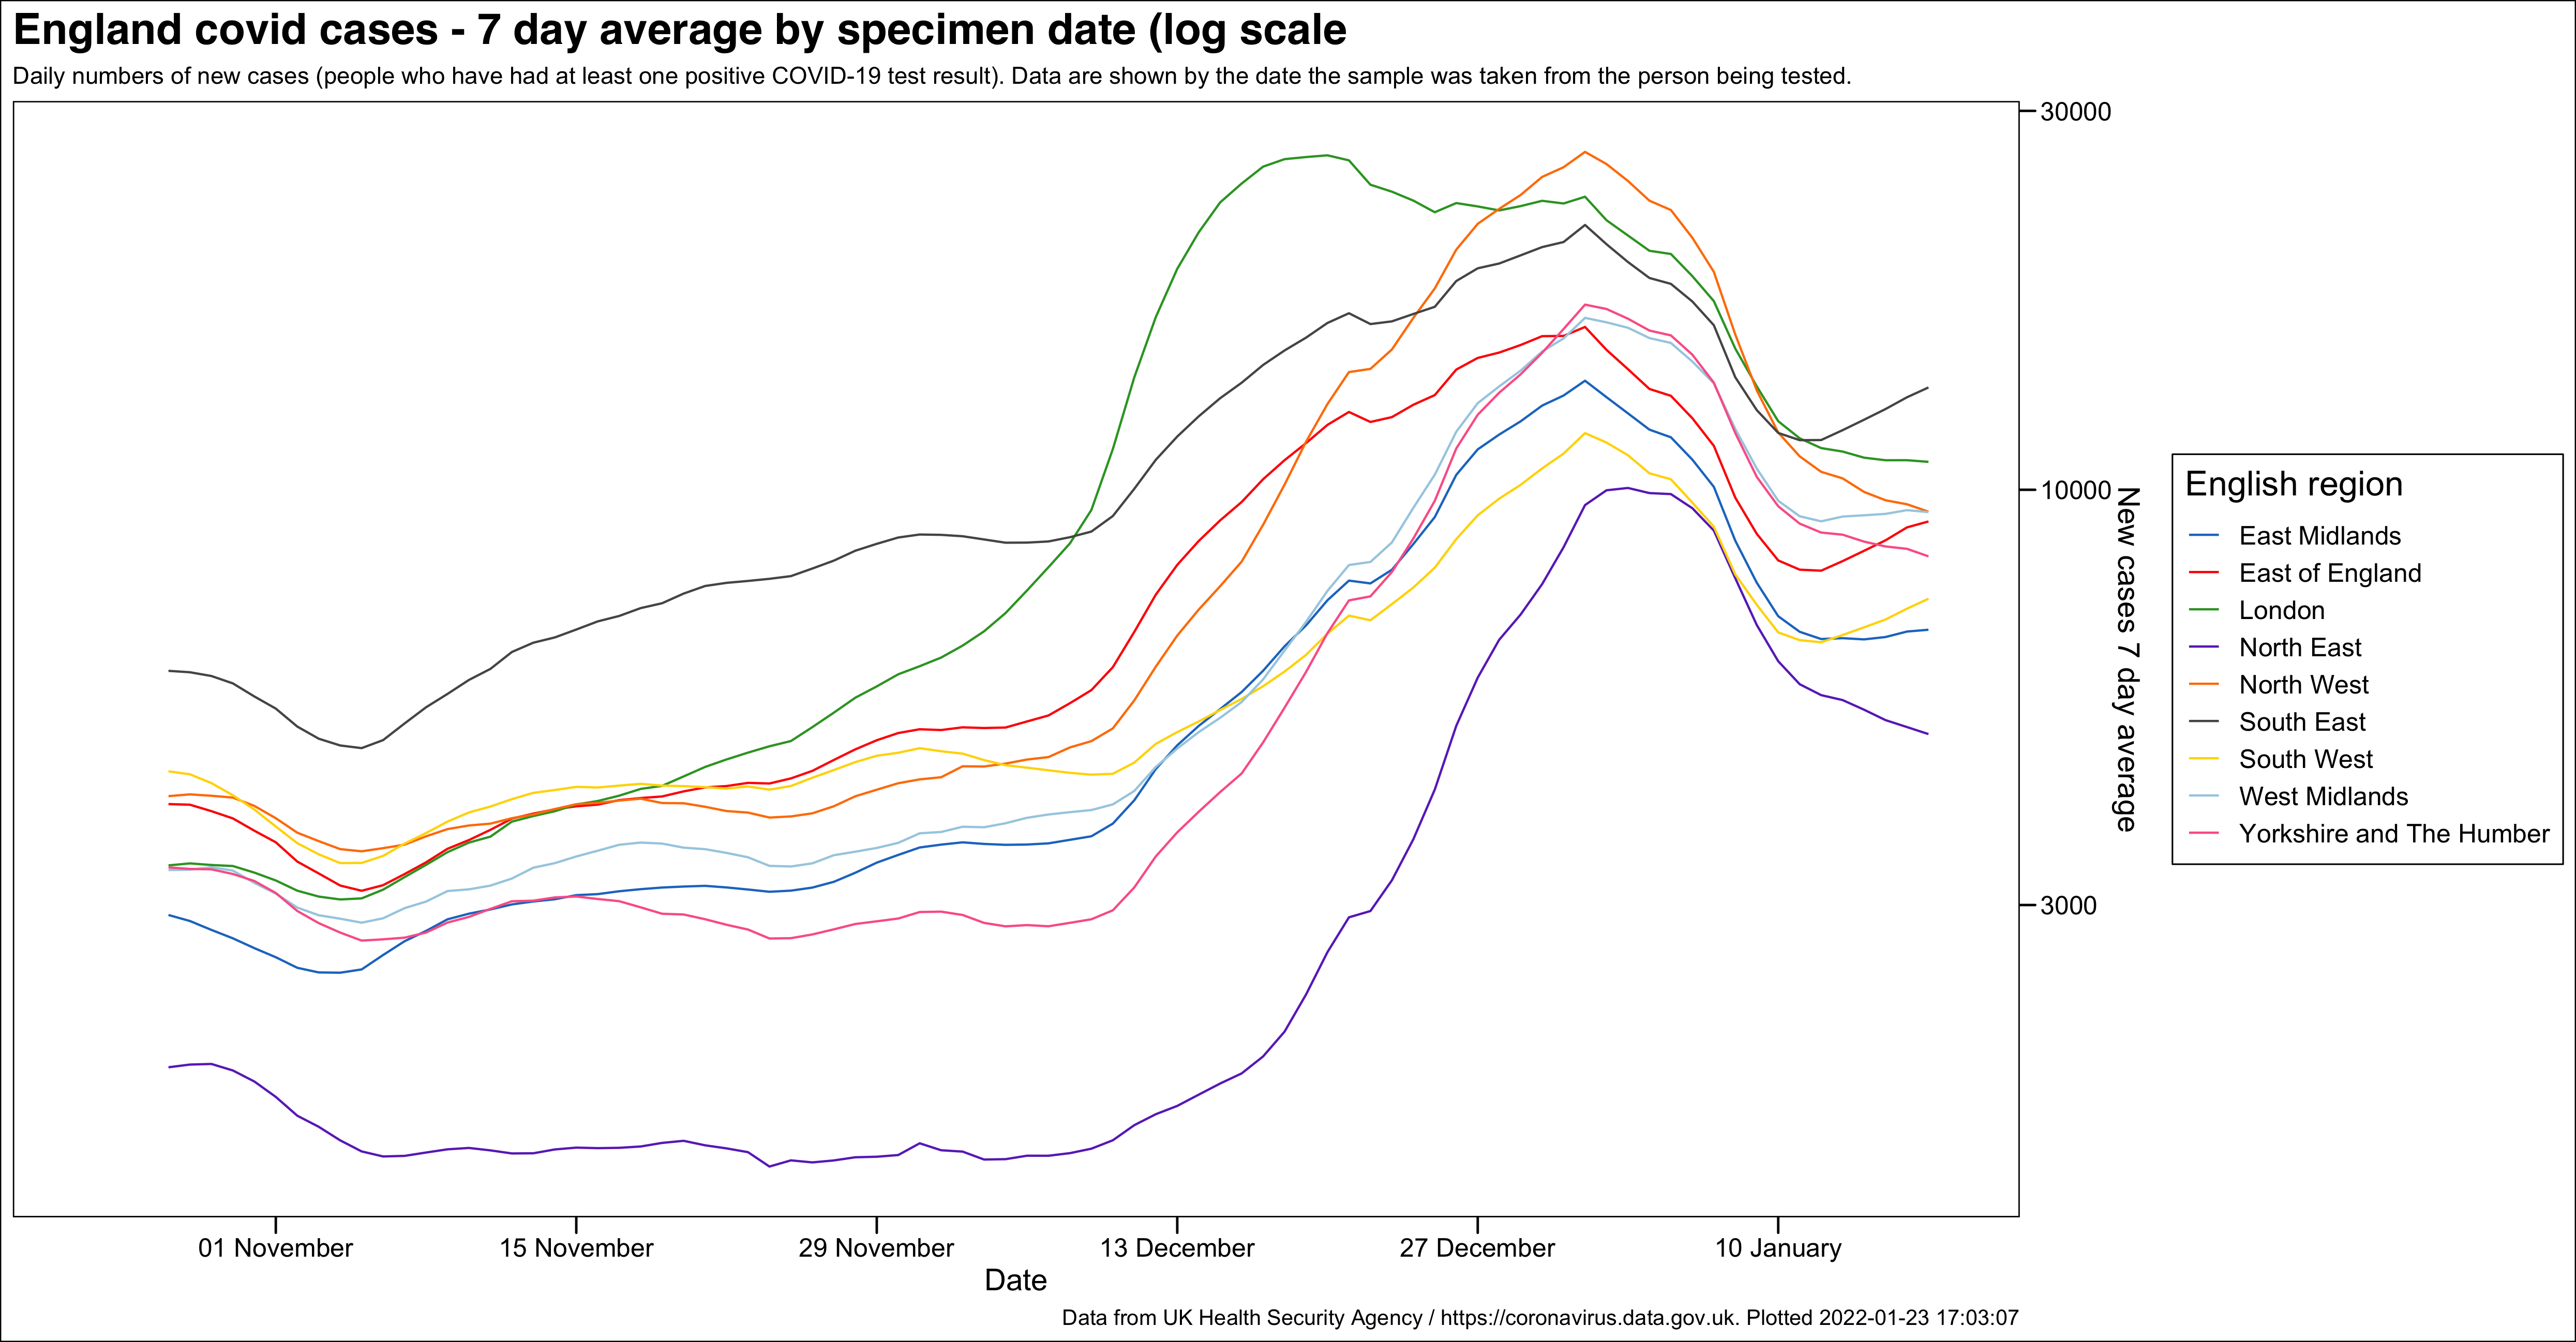 England covid cases - 7 day average by specimen date (log scale
Daily numbers of new cases (people who have had at least one positive COVID-19 test result). Data are shown by the date the sample was taken from the person being tested.
30000
10000
3000
New cases 7 day average
English region
East Midlands
East of England
London
North East
North West
South East
South West
West Midlands
Yorkshire and The Humber
01 November
15 November
29 November
13 December
27 December
10 January
Date
Data from UK Health Security Agency / https://coronavirus.data.gov.uk. Plotted 2022-01-23 17:03:07